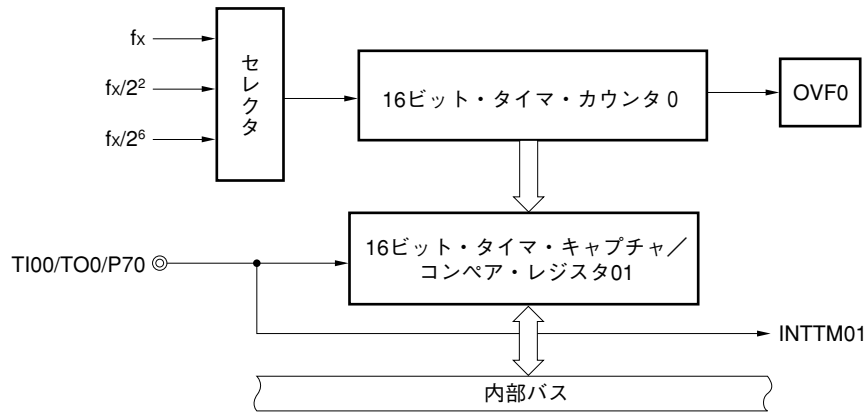 fX
fX/2²
fX/2⁶
セレクタ
16ビット・タイマ・カウンタ0
OVF0
TI00/TO0/P70
16ビット・タイマ・キャプチャ／
コンペア・レジスタ01
INTTM01
内部バス